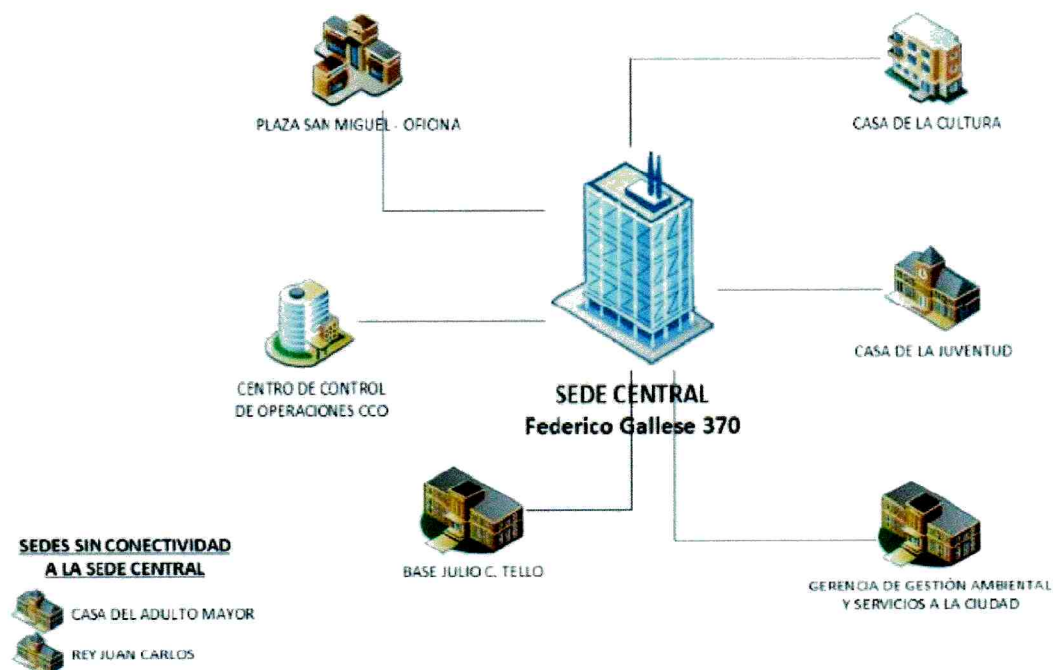 PLAZA SAN MIGUEL - OFICINA
CASA DE LA CULTURA
CENTRO DE CONTROL
DE OPERACIONES CCO
CASA DE LA JUVENTUD
SEDE CENTRAL
Federico Gallese 370
BASE JULIO C. TELLO
GERENCIA DE GESTIÓN AMBIENTAL
Y SERVICIOS A LA CIUDAD
SEDES SIN CONECTIVIDAD
A LA SEDE CENTRAL
CASA DEL ADULTO MAYOR
REY JUAN CARLOS